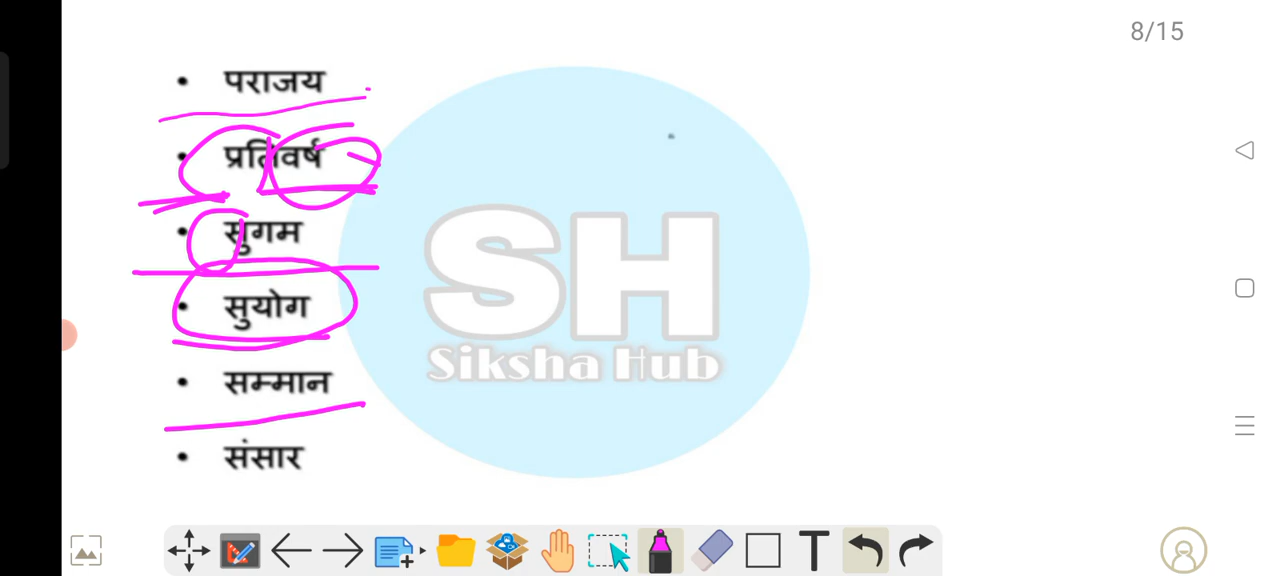 8/15
• पराजय
• प्रतिवर्ष
• सुगम
• सुयोग
• सम्मान
• संसार
SH
Siksha Hub
T